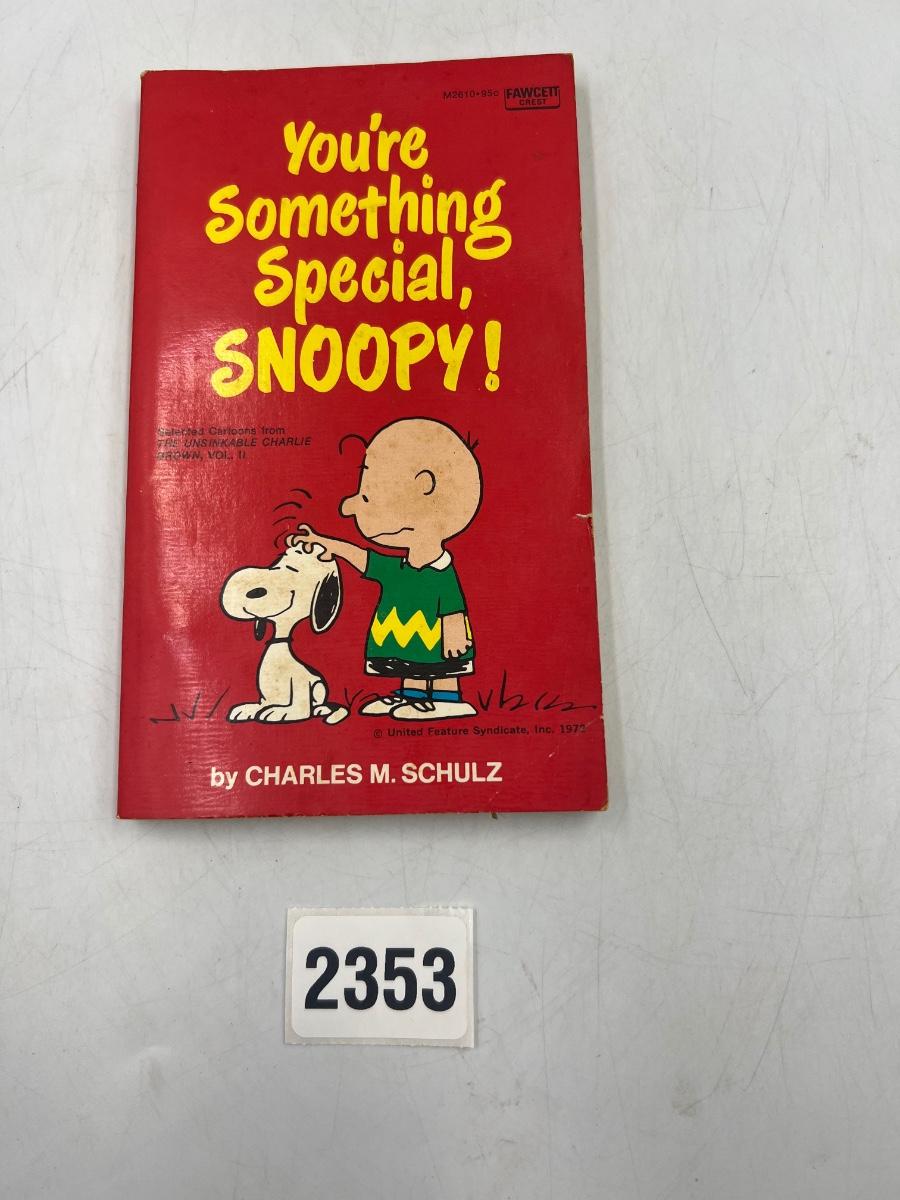 M2610•95c FAWCETT
CREST
You're
Something
Special,
SNOOPY!
Selected Cartoons from
THE UNSINKABLE CHARLIE
BROWN, VOL. II
© United Feature Syndicate, Inc.
by CHARLES M. SCHULZ
2353